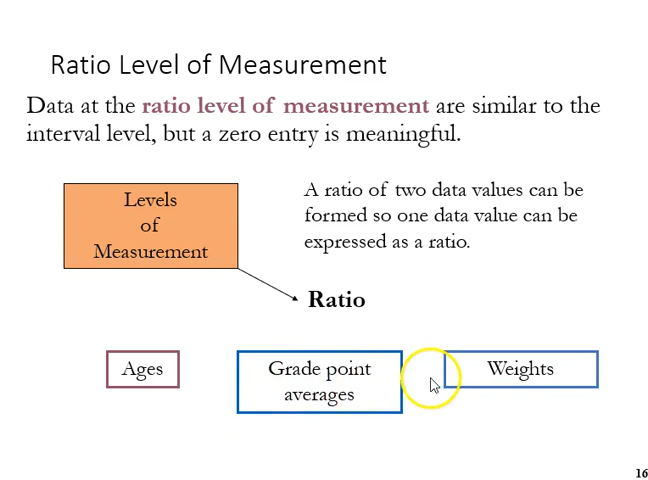 Ratio Level of Measurement
Data at the ratio level of measurement are similar to the
interval level, but a zero entry is meaningful.
Levels
of
Measurement
A ratio of two data values can be
formed so one data value can be
expressed as a ratio.
Ratio
Ages
Grade point
averages
Weights
16